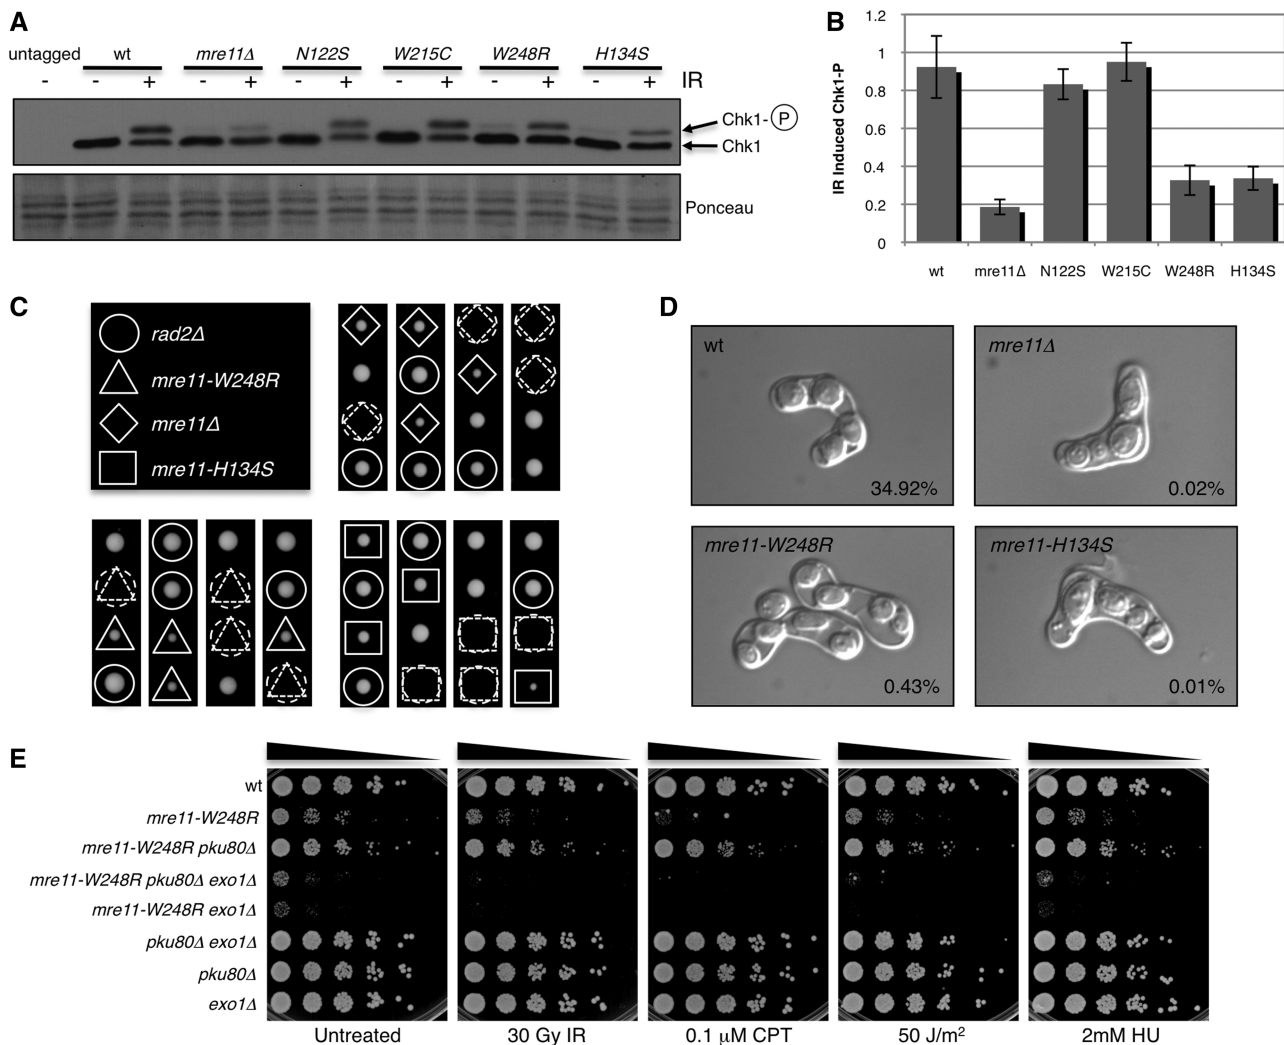 A
untagged wt mre11Δ N122S W215C W248R H134S
- - + - + - + - + - + - + IR
Chk1-P
Chk1
Ponceau
B
IR Induced Chk1-P
1.2
1
0.8
0.6
0.4
0.2
0
wt mre11Δ N122S W215C W248R H134S
C
rad2Δ
mre11-W248R
mre11Δ
mre11-H134S
D
wt
34.92%
mre11Δ
0.02%
mre11-W248R
0.43%
mre11-H134S
0.01%
E
wt
mre11-W248R
mre11-W248R pku80Δ
mre11-W248R pku80Δ exo1Δ
mre11-W248R exo1Δ
pku80Δ exo1Δ
pku80Δ
exo1Δ
Untreated 30 Gy IR 0.1 μM CPT 50 J/m² 2mM HU